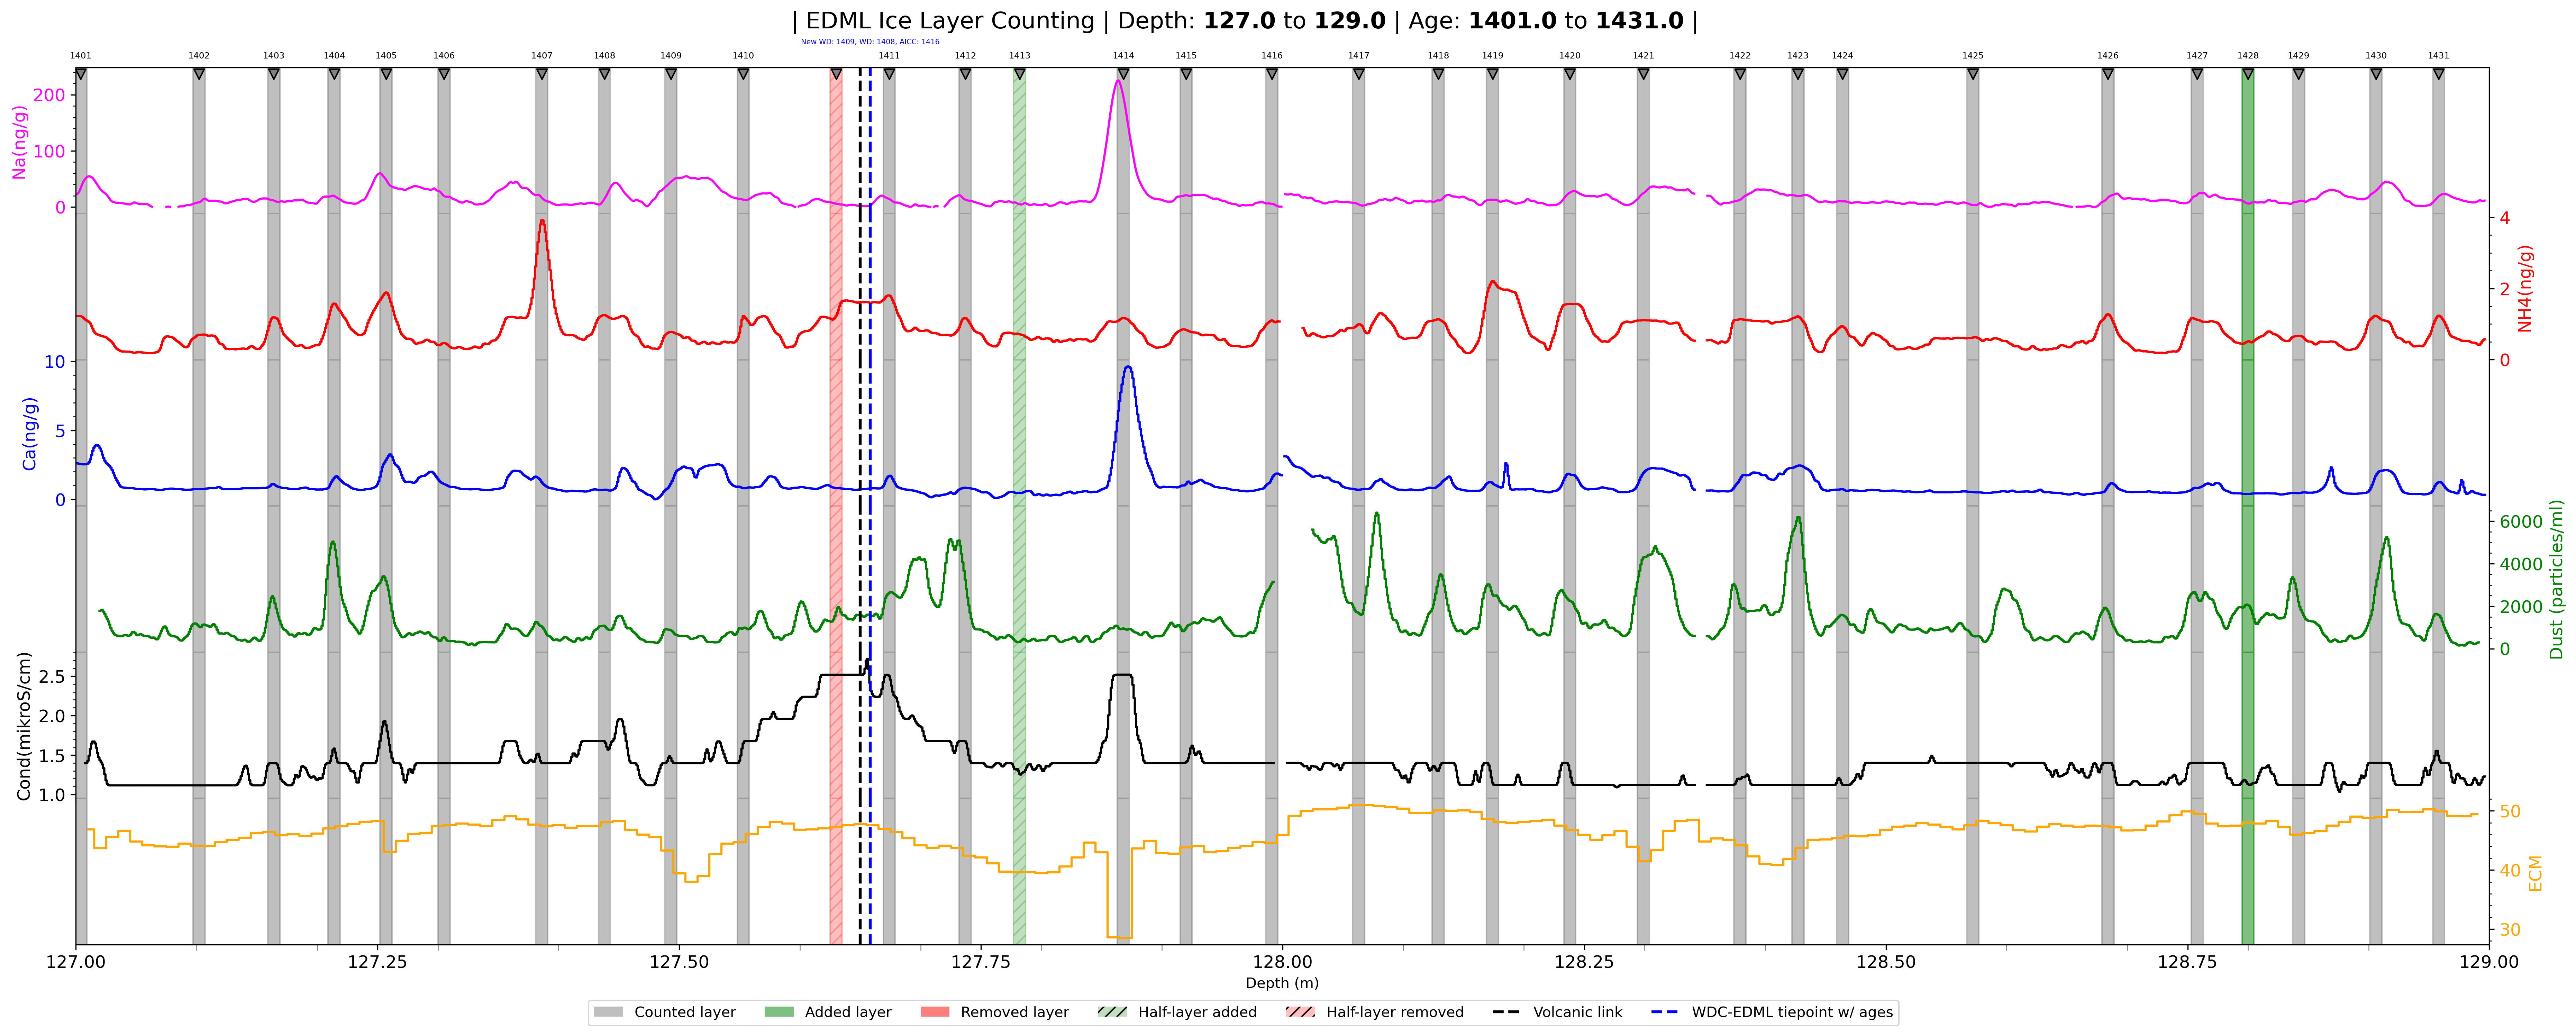 | EDML Ice Layer Counting | Depth: 127.0 to 129.0 | Age: 1401.0 to 1431.0 |
New WD: 1409, WD: 1408, AICC: 1416
1401 1402 1403 1404 1405 1406 1407 1408 1409 1410 1411 1412 1413 1414 1415 1416 1417 1418 1419 1420 1421 1422 1423 1424 1425 1426 1427 1428 1429 1430 1431
Na(ng/g)
200
100
0
NH4(ng/g)
4
2
0
Ca(ng/g)
10
5
0
Dust (particles/ml)
6000
4000
2000
0
Cond(mikroS/cm)
2.5
2.0
1.5
1.0
ECM
50
40
30
127.00 127.25 127.50 127.75 128.00 128.25 128.50 128.75 129.00
Depth (m)
Counted layer Added layer Removed layer Half-layer added Half-layer removed Volcanic link WDC-EDML tiepoint w/ ages